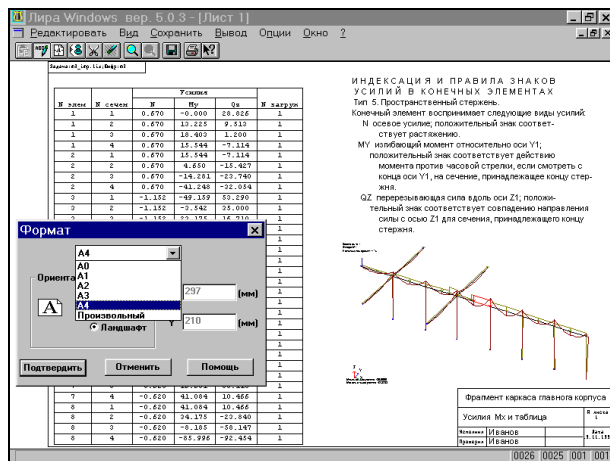 Лира Windows вер. 5.0.3 - [Лист 1]
Редактировать Вид Сохранить Вывод Опции Окно ?
Усилия
N элем N сечен N My Qz N загруж
1 1 0.670 -0.000 28.826 1
1 2 0.670 13.225 9.513 1
1 3 0.670 18.403 1.200 1
1 4 0.670 15.544 -7.114 1
2 1 0.670 15.544 -7.114 1
2 2 0.670 4.650 -15.427 1
2 3 0.670 -14.281 -23.740 1
2 4 0.670 -41.248 -32.054 1
3 1 -1.152 -49.159 53.290 1
3 2 -1.152 -3.542 35.000 1
7 4 -0.620 41.084 10.466 1
8 1 -0.620 41.084 10.466 1
8 2 -0.620 34.175 -23.840 1
8 3 -0.620 -8.185 -58.147 1
8 4 -0.620 -85.996 -92.454 1
ИНДЕКСАЦИЯ И ПРАВИЛА ЗНАКОВ
УСИЛИЙ В КОНЕЧНЫХ ЭЛЕМЕНТАХ
Тип 5. Пространственный стержень.
Конечный элемент воспринимает следующие виды усилий:
N осевое усилие; положительный знак соответ-
ствует растяжению.
MY изгибающий момент относительно оси Y1;
положительный знак соответствует действию
момента против часовой стрелки, если смотреть с
конца оси Y1, на сечение, принадлежащее концу стер-
жня.
QZ перерезывающая сила вдоль оси Z1; положи-
тельный знак соответствует совпадению направления
силы с осью Z1 для сечения, принадлежащего концу
стержня.
Формат
A4
A0
A1
A2
A3
A4
Произвольный
Ориента
A
Ландшафт
297 (мм)
Y 210 (мм)
Подтвердить Отменить Помощь
Фрагмент каркаса главного корпуса
Усилия Mx и таблица
N листа
1
Исполнил Иванов
Проверил Иванов
Дата
0026 0025 001 001